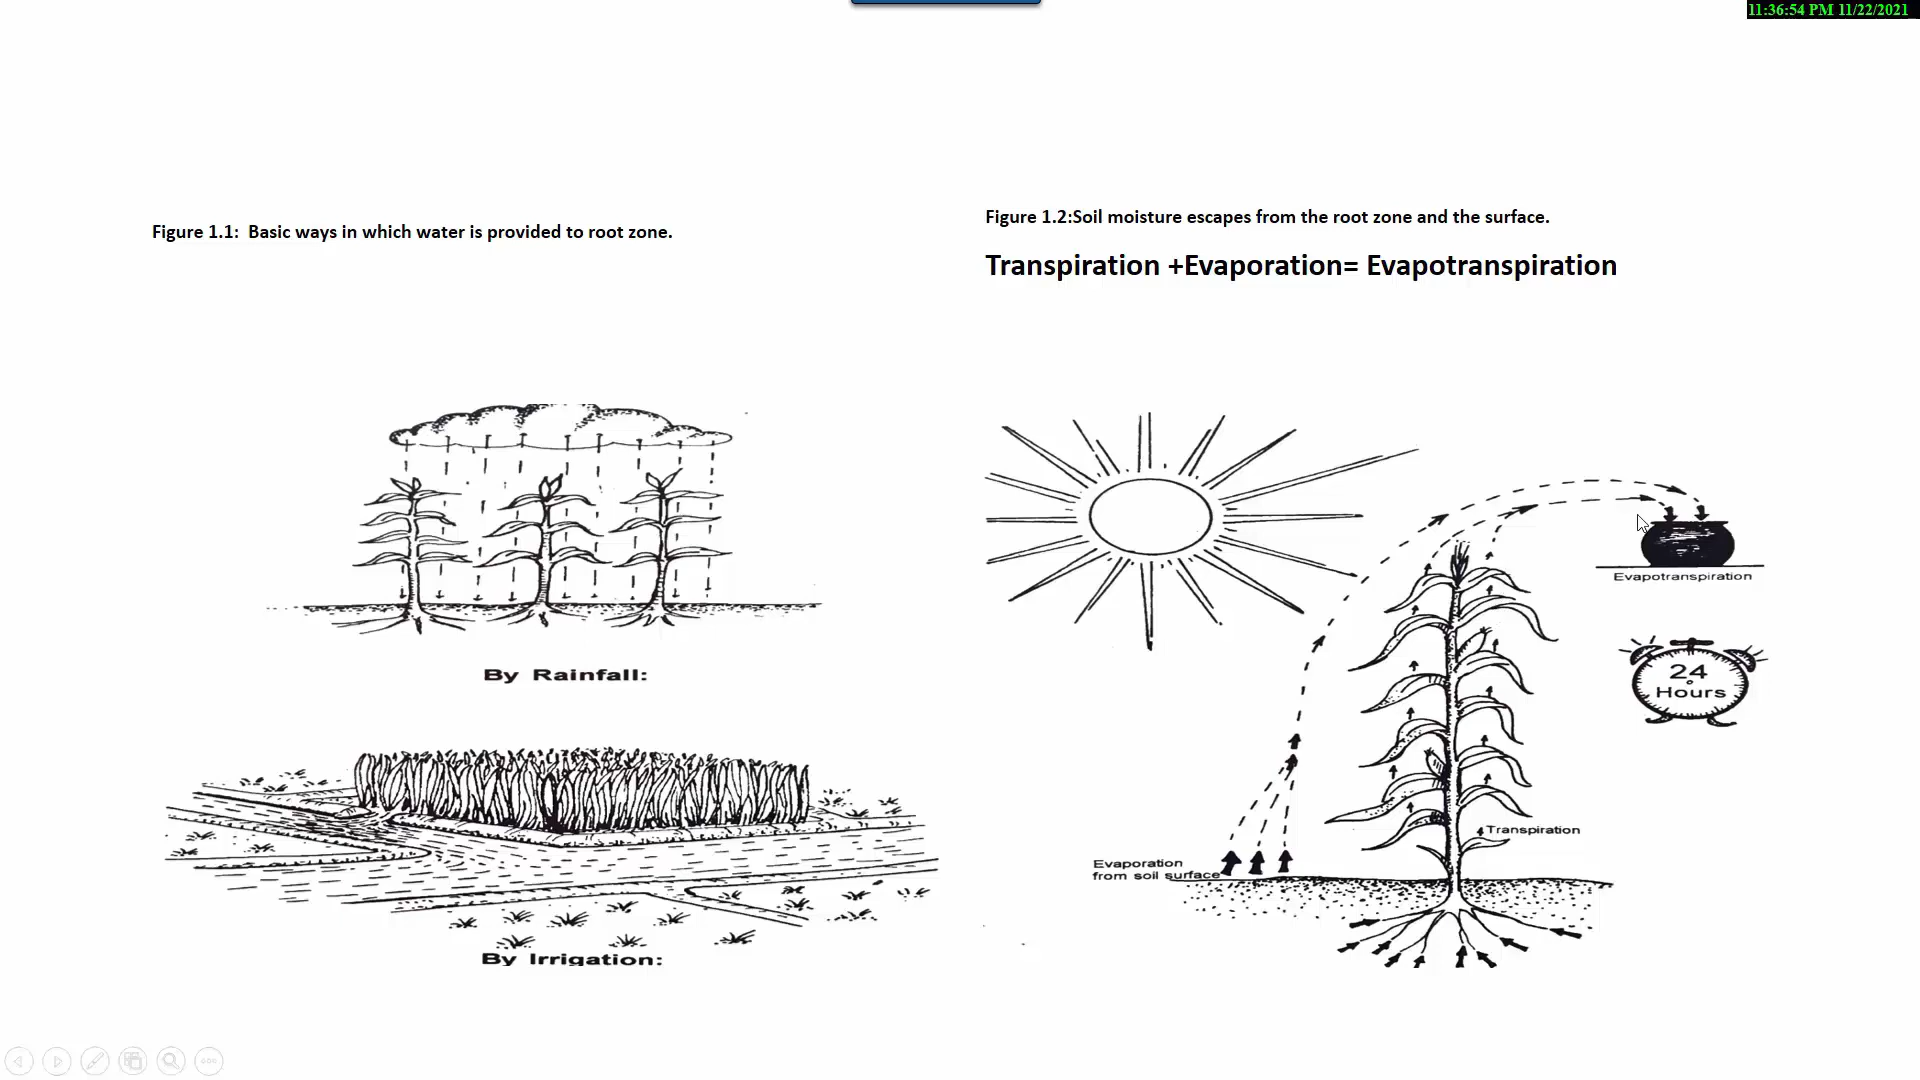 11:36:54 PM 11/22/2021
Figure 1.1:  Basic ways in which water is provided to root zone.
By Rainfall:
By Irrigation:
Figure 1.2:Soil moisture escapes from the root zone and the surface.
Transpiration +Evaporation= Evapotranspiration
Evapotranspiration
24
Hours
Transpiration
Evaporation
from soil surface
abc